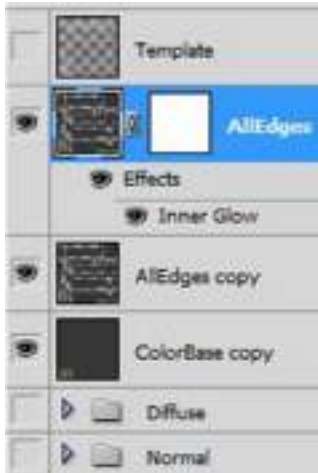 Template
AllEdges
Effects
Inner Glow
AllEdges copy
ColorBase copy
Diffuse
Normal